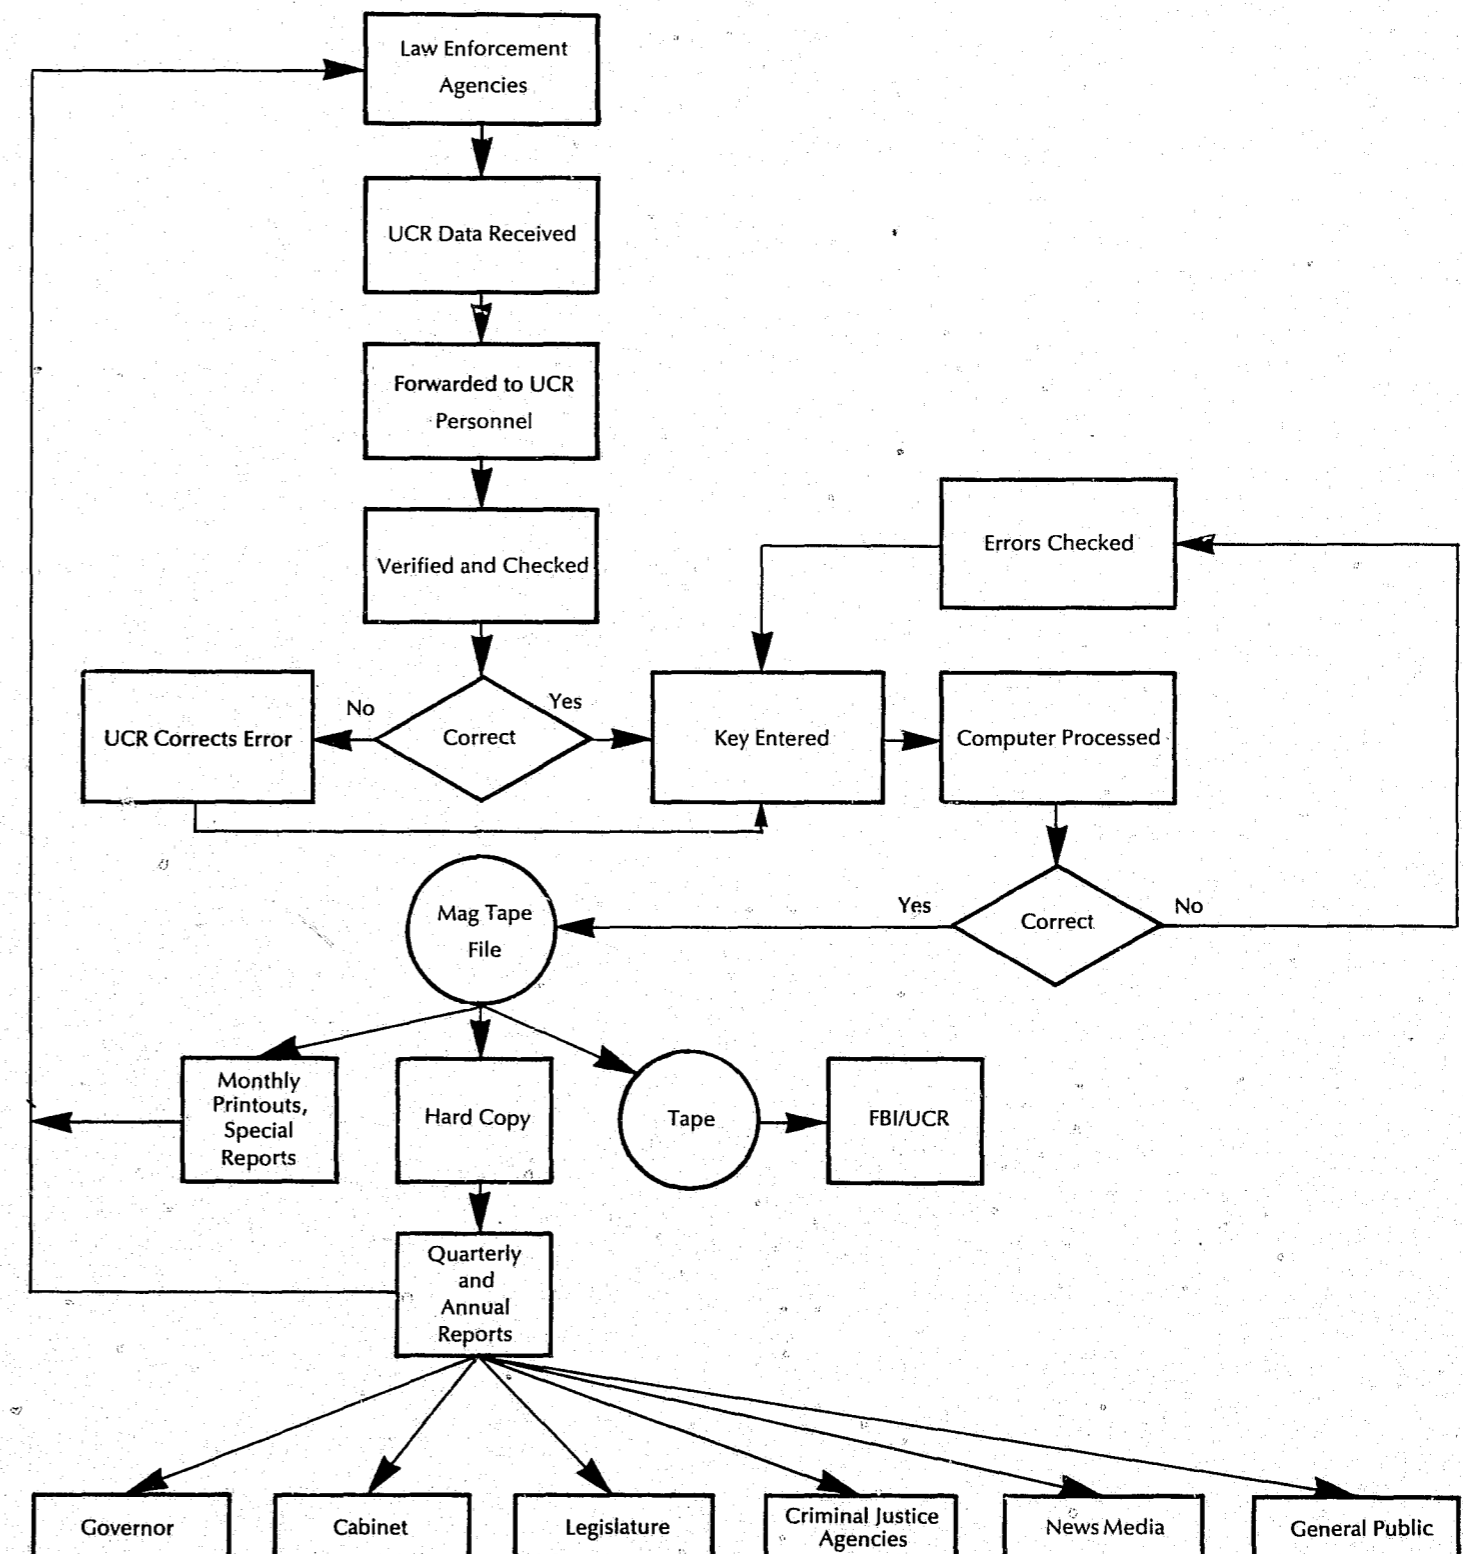 Law Enforcement
Agencies
UCR Data Received
Forwarded to UCR
Personnel
Verified and Checked
Errors Checked
No
Yes
UCR Corrects Error
Correct
Key Entered
Computer Processed
Mag Tape
File
Yes
Correct
No
Monthly
Printouts,
Special
Reports
Hard Copy
Tape
FBI/UCR
Quarterly
and
Annual
Reports
Governor
Cabinet
Legislature
Criminal Justice
Agencies
News Media
General Public